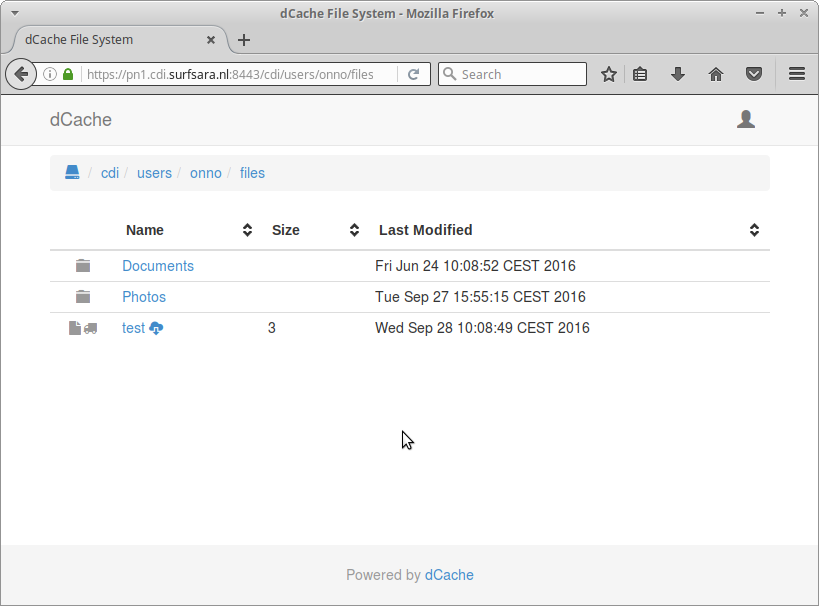 dCache File System - Mozilla Firefox
dCache File System
https://pn1.cdi.surfsara.nl:8443/cdi/users/onno/files
Search
dCache
/ cdi / users / onno / files
Name Size Last Modified
Documents Fri Jun 24 10:08:52 CEST 2016
Photos Tue Sep 27 15:55:15 CEST 2016
test 3 Wed Sep 28 10:08:49 CEST 2016
Powered by dCache